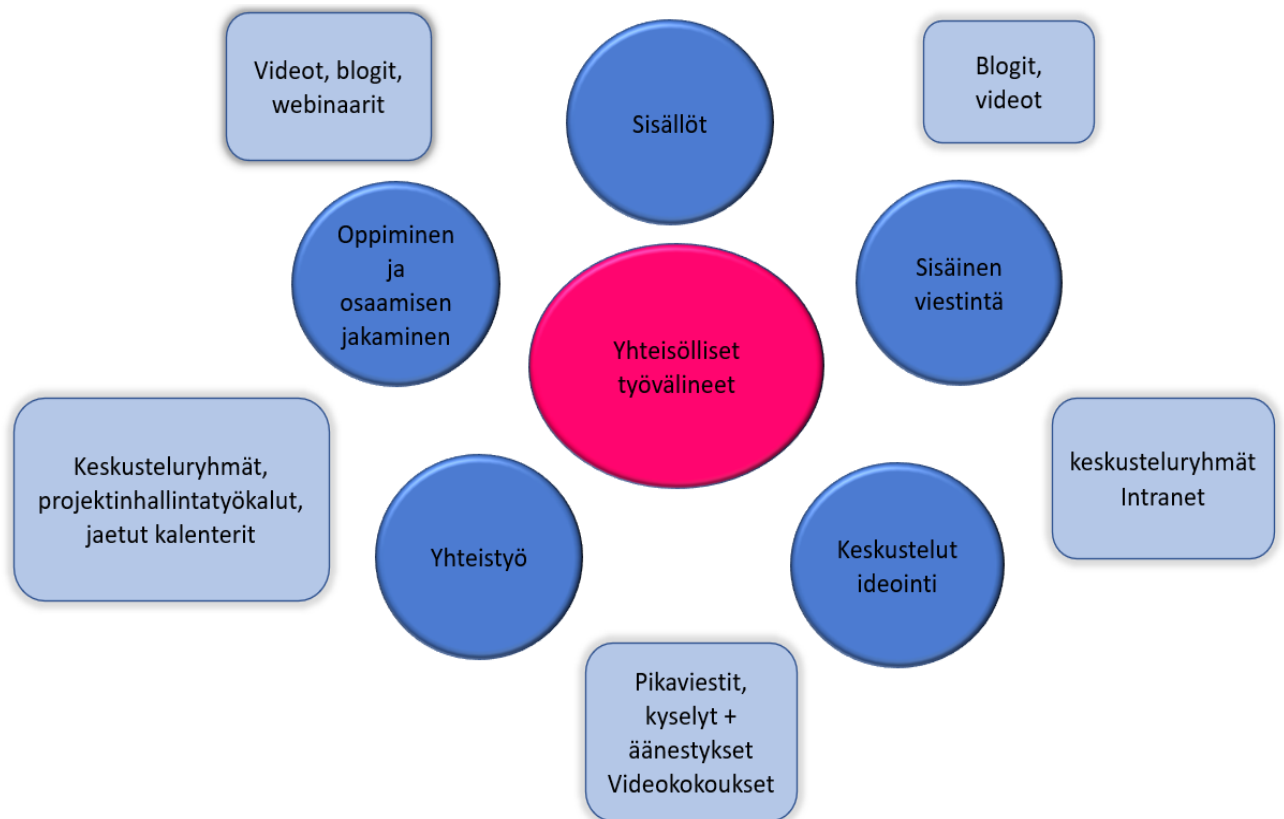 Videot, blogit,
webinaarit
Sisällöt
Blogit,
videot
Oppiminen
ja
osaamisen
jakaminen
Sisäinen
viestintä
Yhteisölliset
työvälineet
Keskusteluryhmät,
projektinhallintatyökalut,
jaetut kalenterit
keskusteluryhmät
Intranet
Yhteistyö
Keskustelut
ideointi
Pikaviestit,
kyselyt +
äänestykset
Videokokoukset